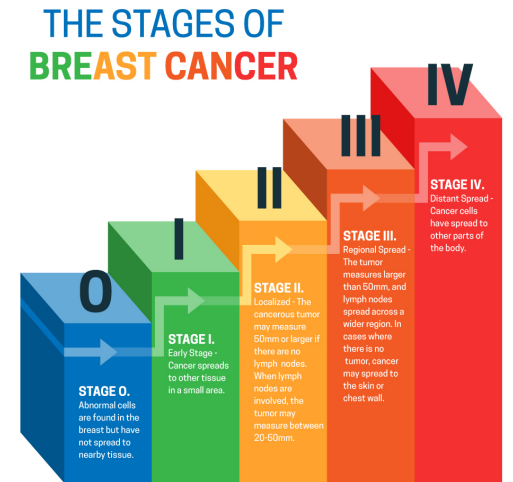 THE STAGES OF
BREAST CANCER
0
STAGE 0.
Abnormal cells
are found in the
breast but have
not spread to
nearby tissue.
I
STAGE I.
Early Stage -
Cancer spreads
to other tissue
in a small area.
II
STAGE II.
Localized - The
cancerous tumor
may measure
50mm or larger if
there are no
lymph nodes.
When lymph
nodes are
involved, the
tumor may
measure between
20-50mm.
III
STAGE III.
Regional Spread -
The tumor
measures larger
than 50mm, and
lymph nodes
spread across a
wider region. In
cases where
there is no
tumor, cancer
may spread to
the skin or
chest wall.
IV
STAGE IV.
Distant Spread -
Cancer cells
have spread to
other parts of
the body.